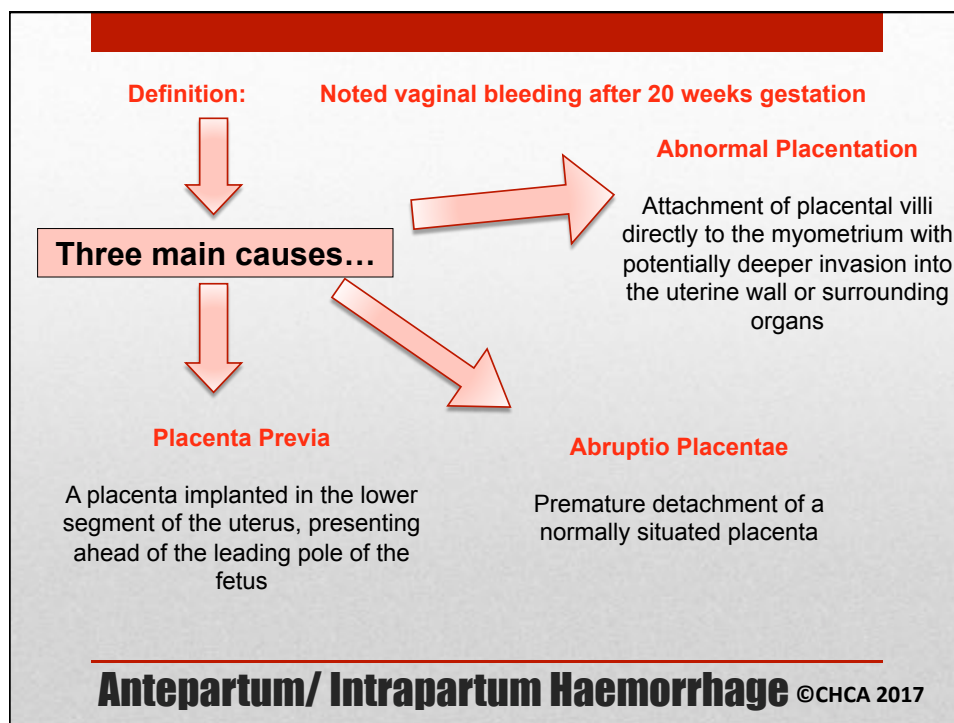 Definition: Noted vaginal bleeding after 20 weeks gestation
Three main causes…
Abnormal Placentation
Attachment of placental villi
directly to the myometrium with
potentially deeper invasion into
the uterine wall or surrounding
organs
Placenta Previa
A placenta implanted in the lower
segment of the uterus, presenting
ahead of the leading pole of the
fetus
Abruptio Placentae
Premature detachment of a
normally situated placenta
Antepartum/ Intrapartum Haemorrhage ©CHCA 2017